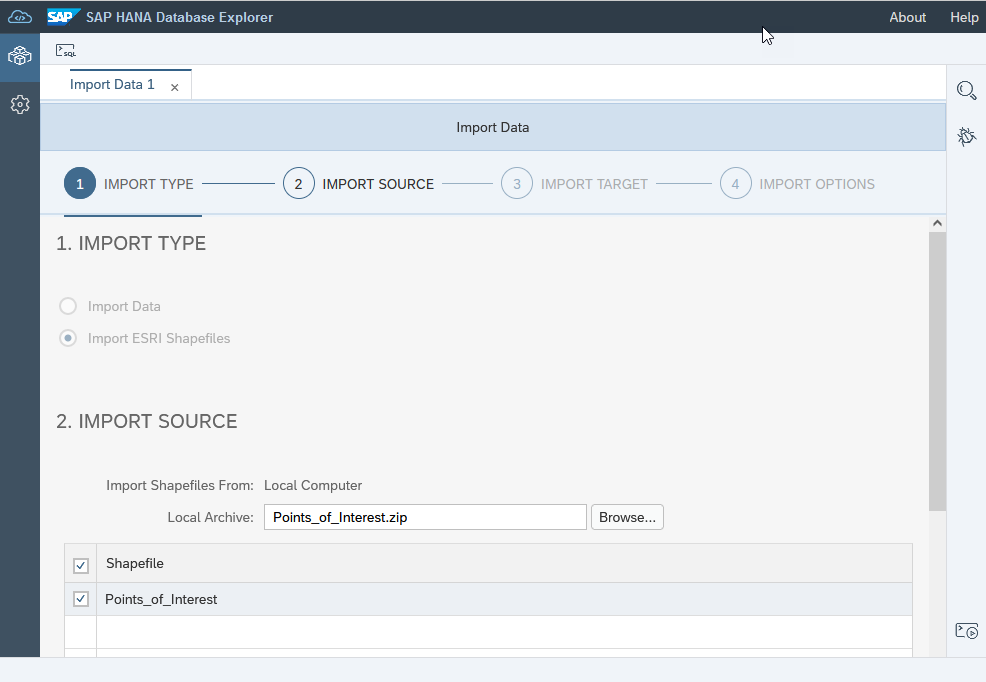 SAP SAP HANA Database Explorer About Help
SQL
Import Data 1
Import Data
1 IMPORT TYPE 2 IMPORT SOURCE 3 IMPORT TARGET 4 IMPORT OPTIONS
1. IMPORT TYPE
Import Data
Import ESRI Shapefiles
2. IMPORT SOURCE
Import Shapefiles From: Local Computer
Local Archive: Points_of_Interest.zip Browse...
Shapefile
Points_of_Interest